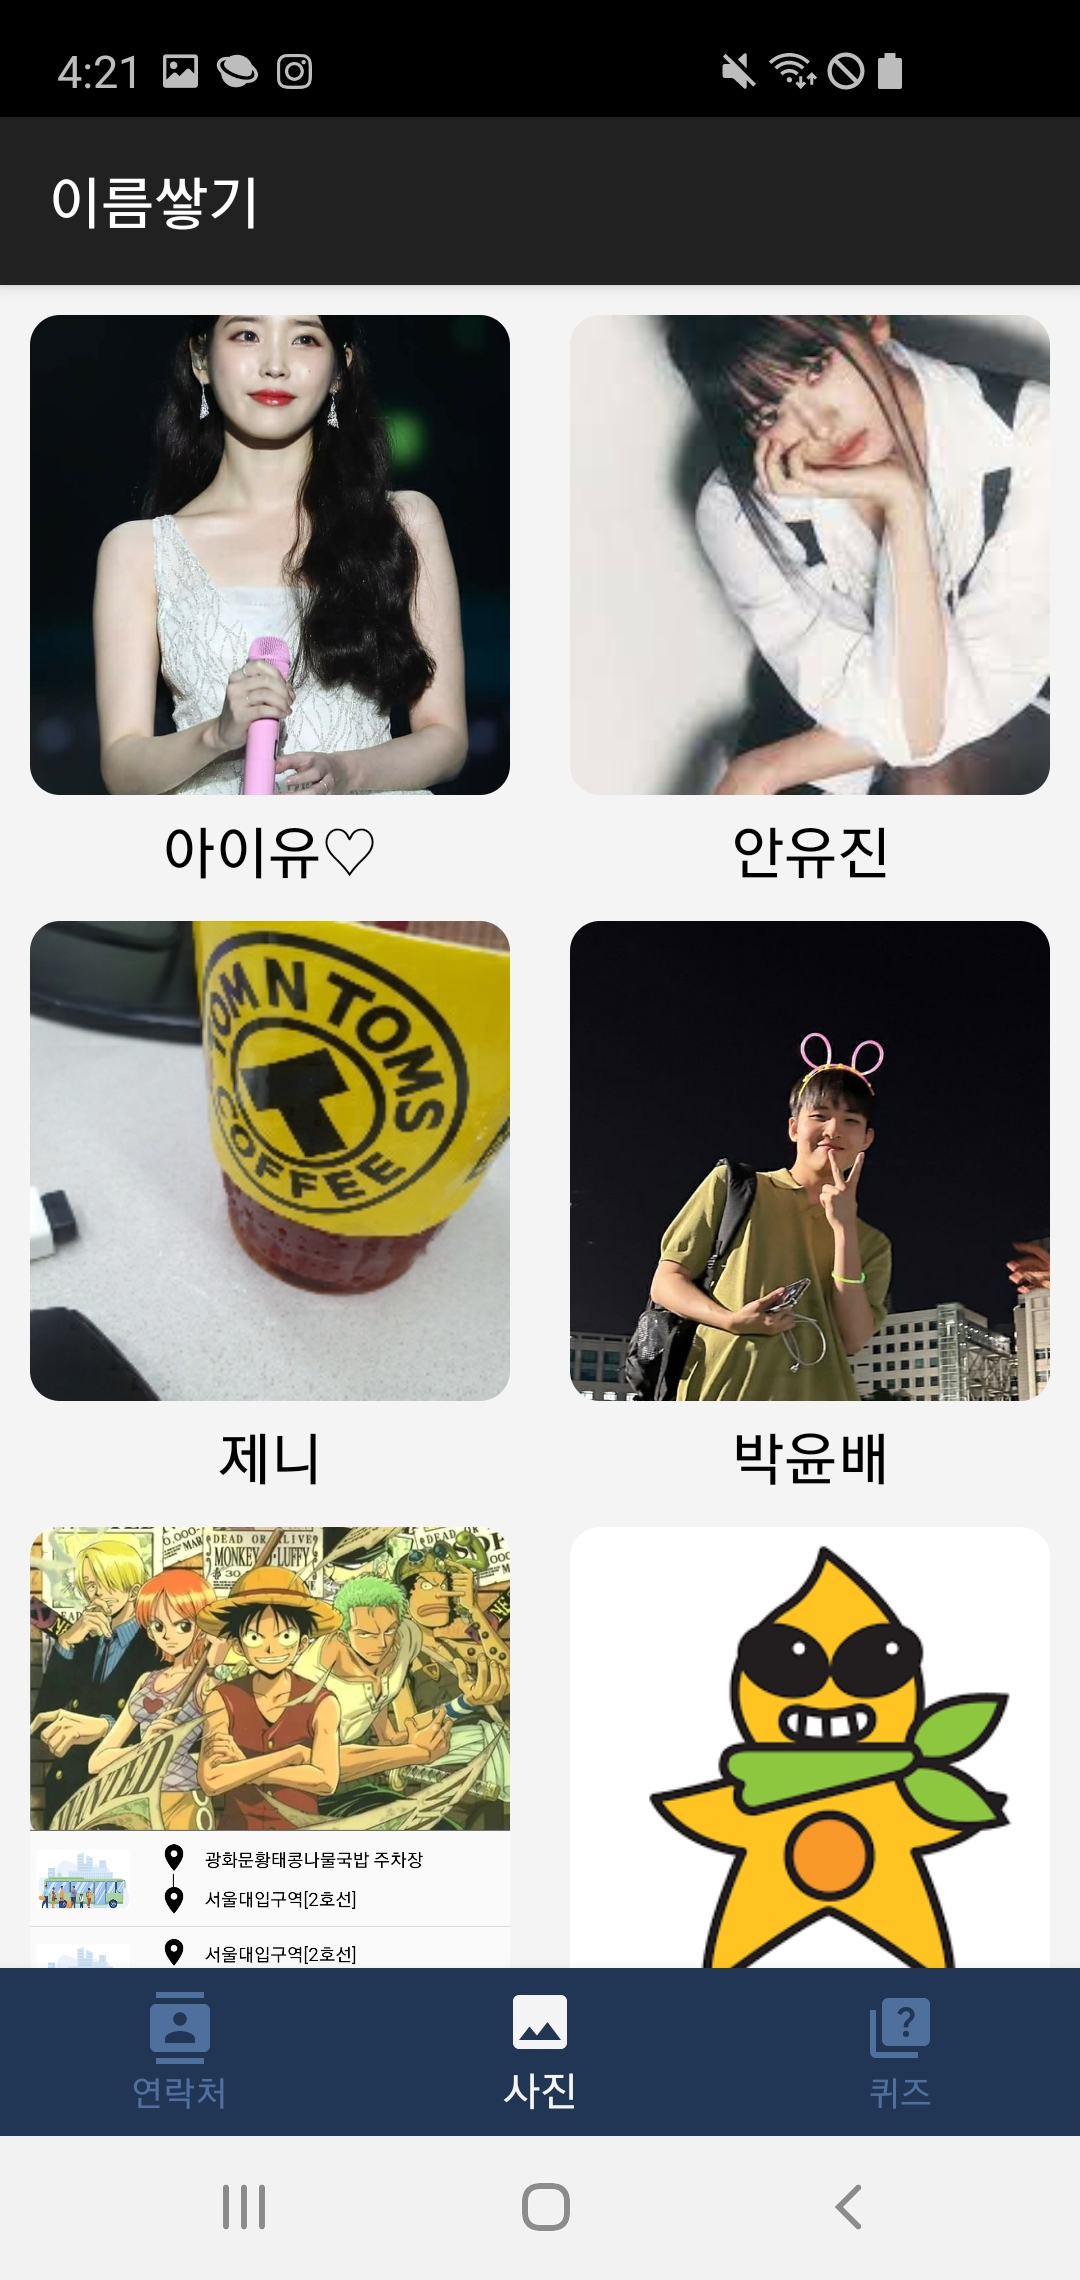 4:21
이름쌓기
아이유♡
안유진
TOMN TOMS
COFFEE
제니
박윤배
DEAD OR ALIVE
MONKEY·D·LUFFY
WANTED
광화문황태콩나물국밥 주차장
서울대입구역[2호선]
서울대입구역[2호선]
연락처
사진
퀴즈